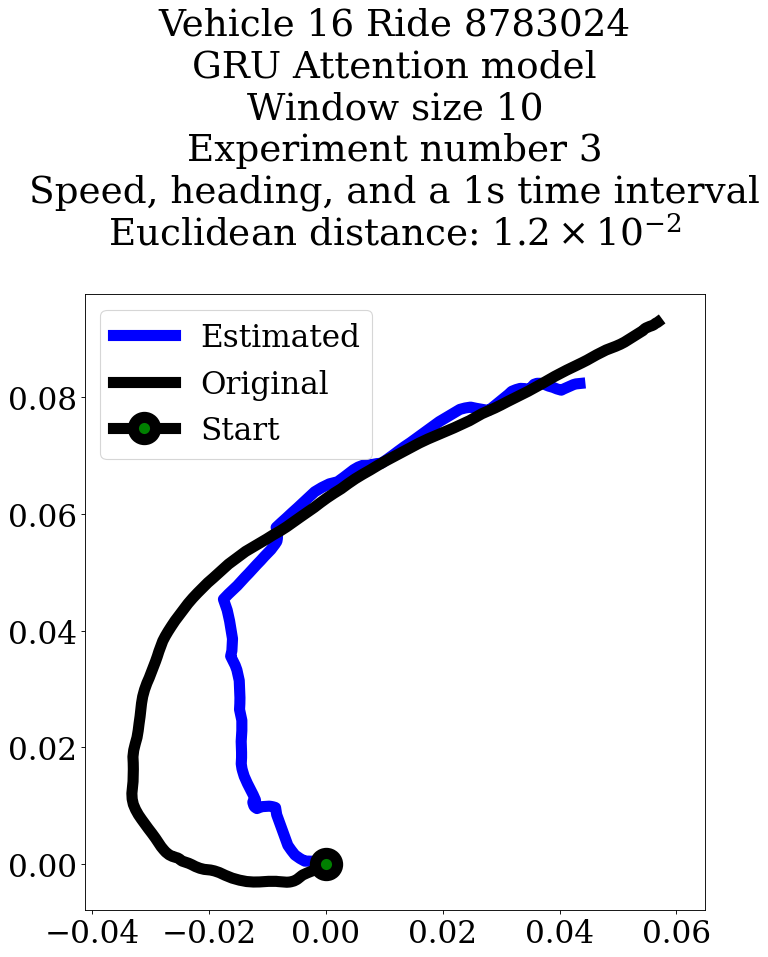 Vehicle 16 Ride 8783024
GRU Attention model
Window size 10
Experiment number 3
Speed, heading, and a 1s time interval
Euclidean distance: 1.2 × 10⁻²
Estimated
Original
Start
0.08
0.06
0.04
0.02
0.00
−0.04 −0.02 0.00 0.02 0.04 0.06